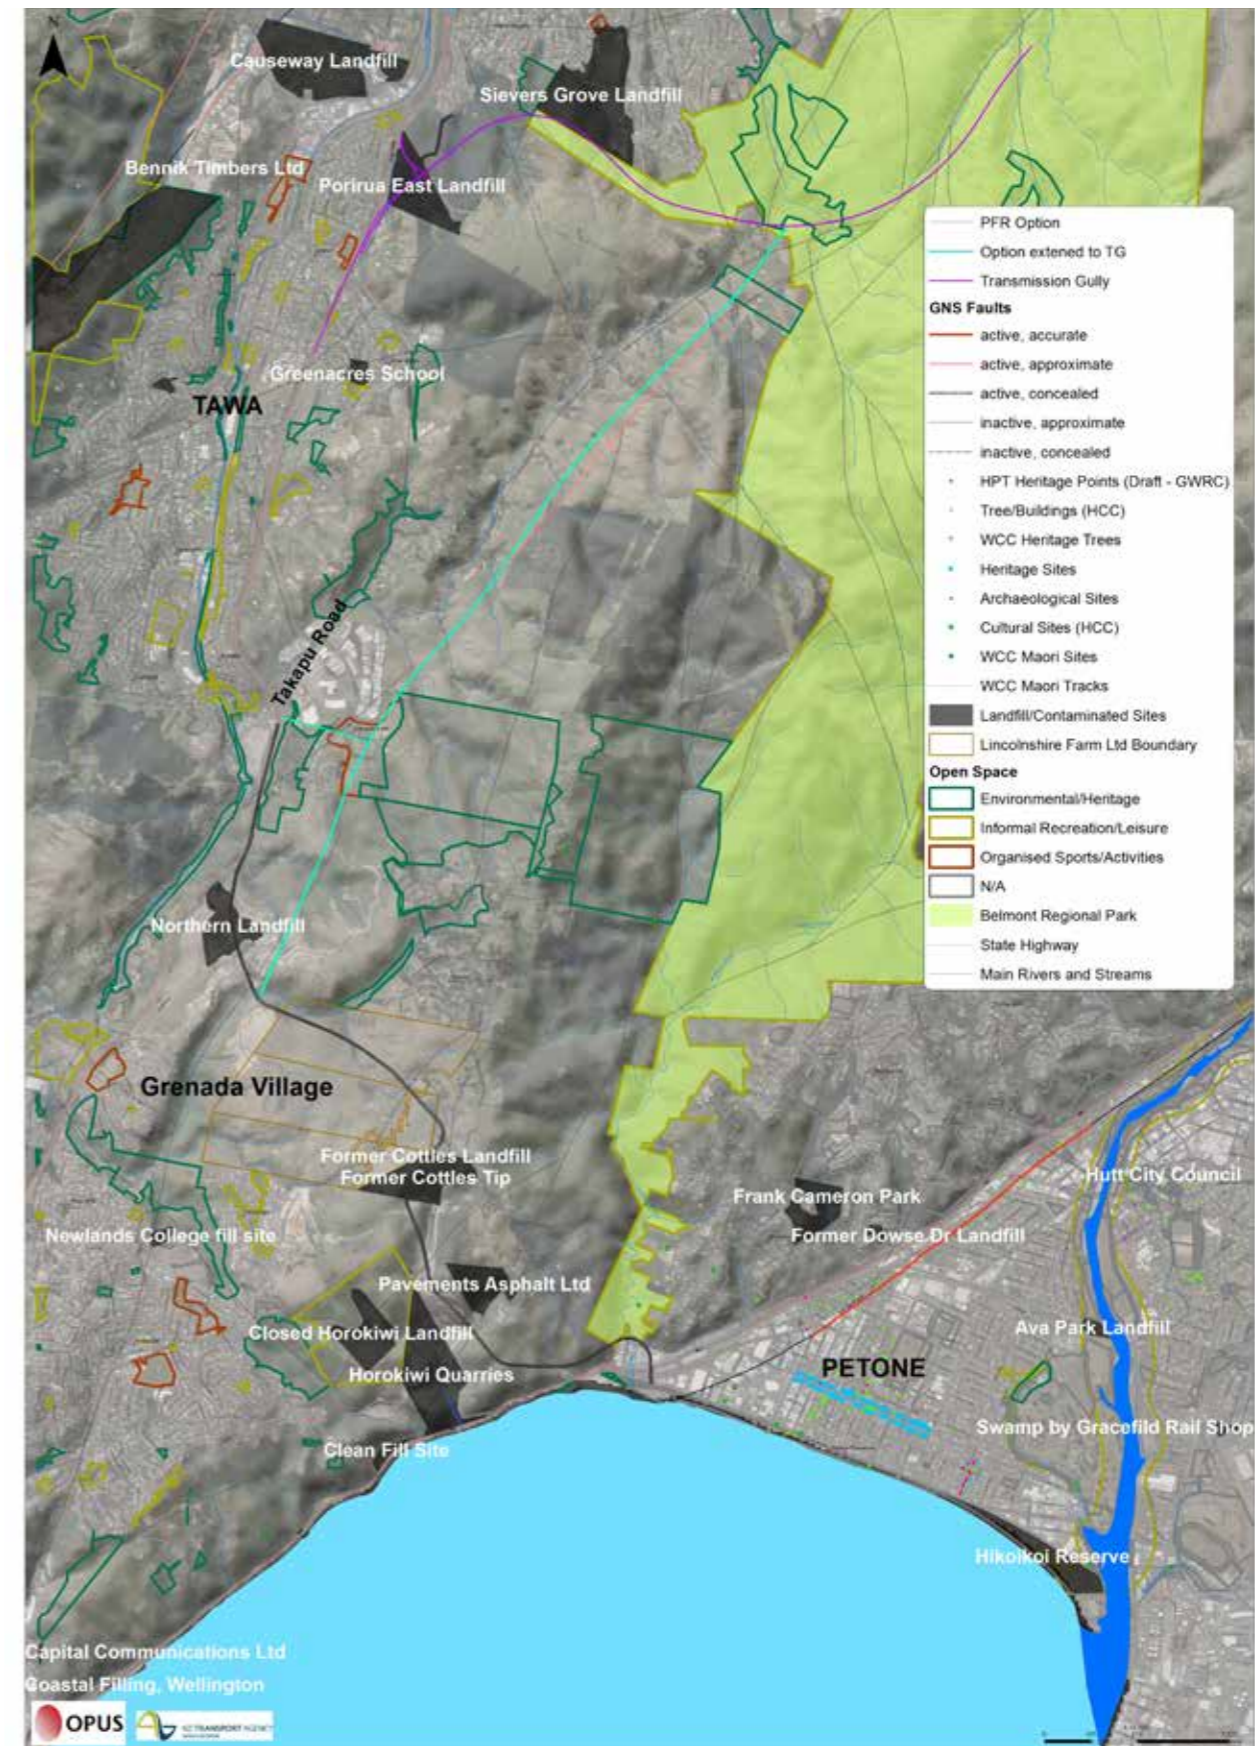 N
Causeway Landfill
Sievers Grove Landfill
Bennik Timbers Ltd
Porirua East Landfill
Greenacres School
TAWA
Takapu Road
Northern Landfill
Grenada Village
Former Cottles Landfill
Former Cottles Tip
Newlands College fill site
Frank Cameron Park
Hutt City Council
Former Dowse Dr Landfill
Pavements Asphalt Ltd
Closed Horokiwi Landfill
Horokiwi Quarries
Ava Park Landfill
PETONE
Clean Fill Site
Swamp by Gracefild Rail Shop
Hikoikoi Reserve
Capital Communications Ltd
Coastal Filling, Wellington
OPUS
NZ TRANSPORT AGENCY
PFR Option
Option extened to TG
Transmission Gully
GNS Faults
active, accurate
active, approximate
active, concealed
inactive, approximate
inactive, concealed
HPT Heritage Points (Draft - GWRC)
Tree/Buildings (HCC)
WCC Heritage Trees
Heritage Sites
Archaeological Sites
Cultural Sites (HCC)
WCC Maori Sites
WCC Maori Tracks
Landfill/Contaminated Sites
Lincolnshire Farm Ltd Boundary
Open Space
Environmental/Heritage
Informal Recreation/Leisure
Organised Sports/Activities
N/A
Belmont Regional Park
State Highway
Main Rivers and Streams